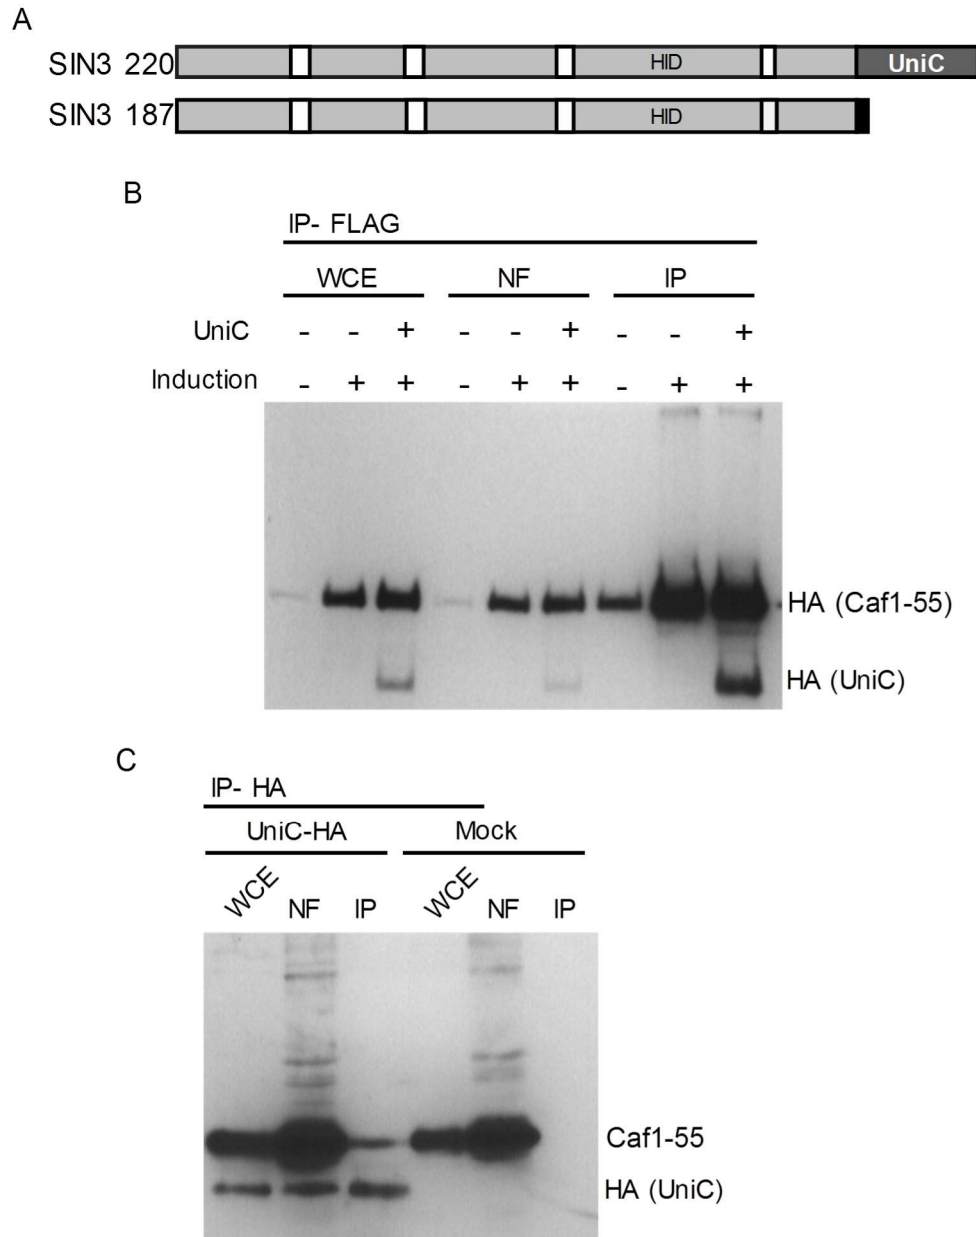 A
SIN3 220 HID UniC
SIN3 187 HID
B
IP- FLAG
WCE NF IP
UniC - - + - - + - - +
Induction - + + - + + - + +
HA (Caf1-55)
HA (UniC)
C
IP- HA
UniC-HA Mock
WCE NF IP WCE NF IP
Caf1-55
HA (UniC)